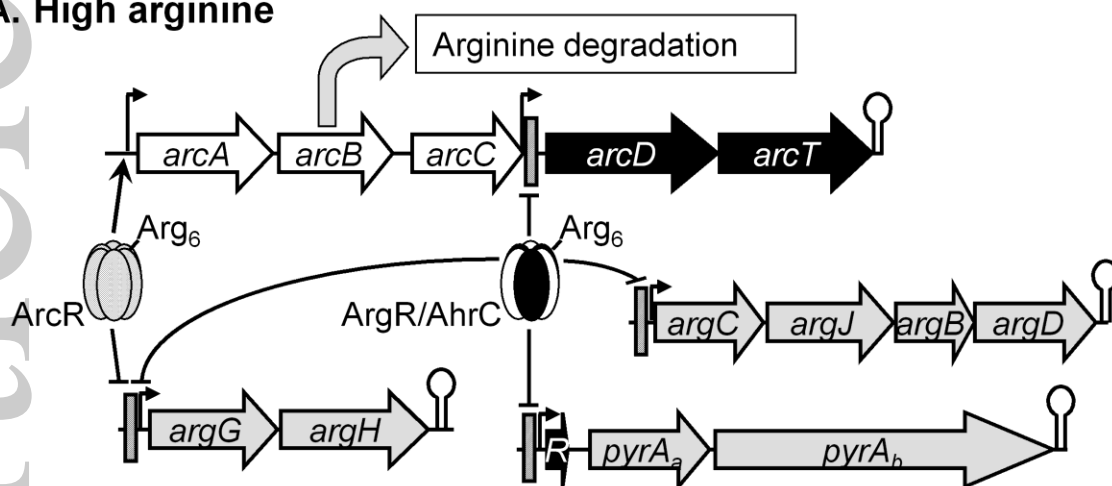 A. High arginine
Arginine degradation
arcA arcB arcC arcD arcT
Arg6 Arg6
ArcR ArgR/AhrC
argC argJ argB argD
argG argH
R pyrAa pyrAb